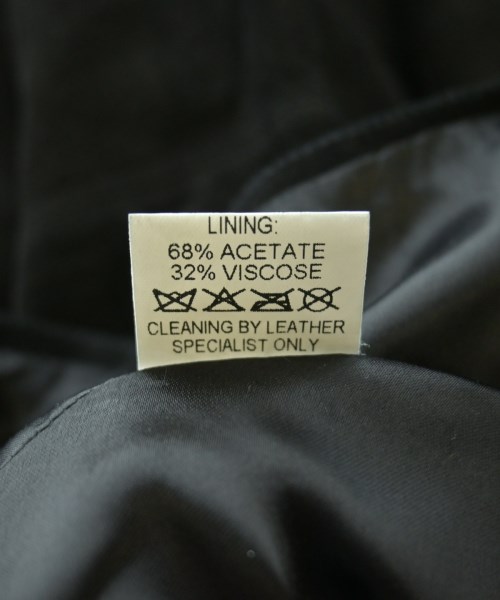 LINING:
68% ACETATE
32% VISCOSE
CLEANING BY LEATHER
SPECIALIST ONLY